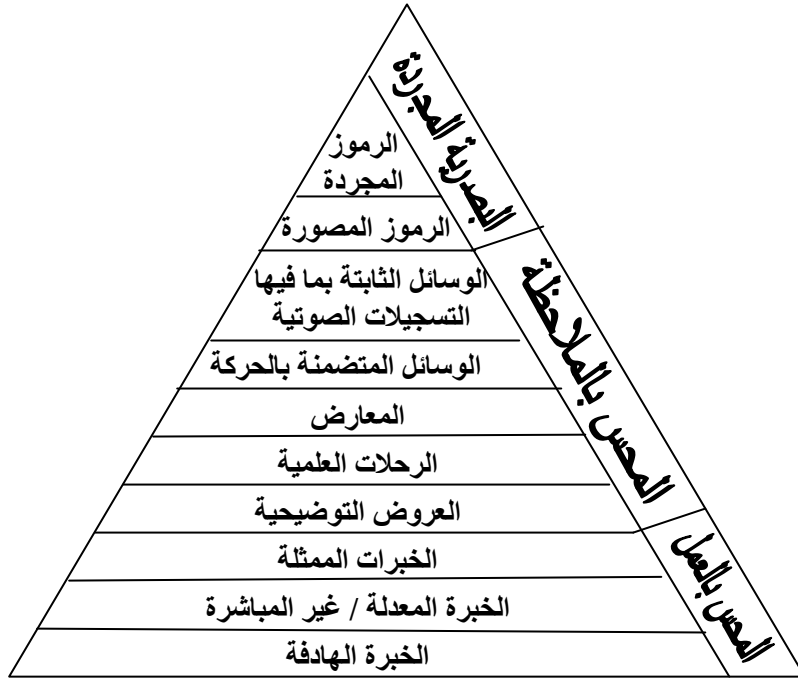 الرموز
المجردة
الرموز المصورة
الوسائل الثابتة بما فيها
التسجيلات الصوتية
الوسائل المتضمنة بالحركة
المعارض
الرحلات العلمية
العروض التوضيحية
الخبرات الممثلة
الخبرة المعدلة / غير المباشرة
الخبرة الهادفة
البصرية المجردة
المحس بالملاحظة
المحس بالعمل